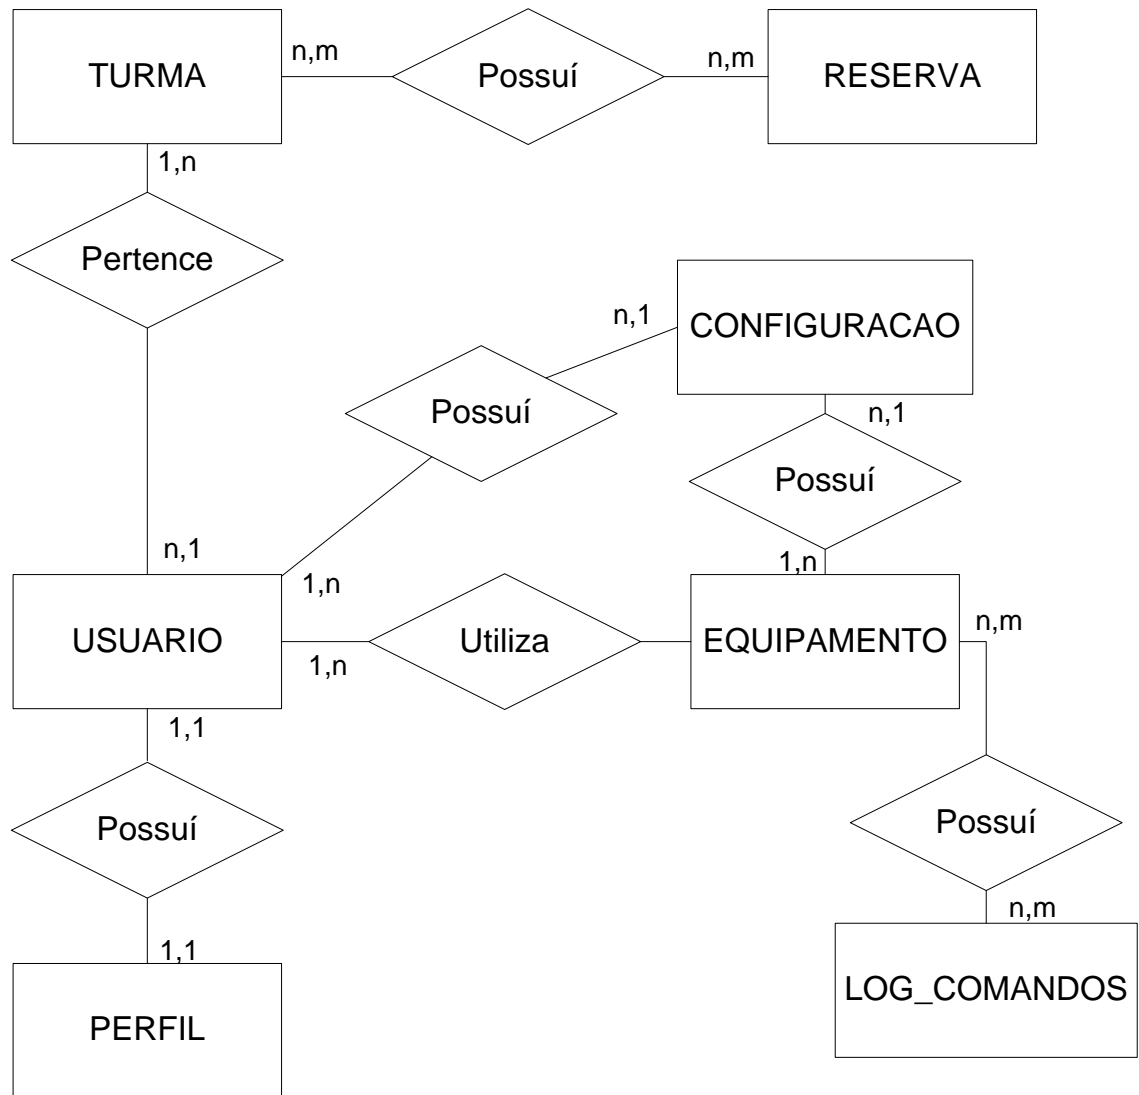 TURMA
n,m
Possuí
n,m
RESERVA
1,n
Pertence
n,1
CONFIGURACAO
Possuí
n,1
Possuí
n,1
1,n
1,n
USUARIO
1,n
Utiliza
EQUIPAMENTO
n,m
1,1
Possuí
Possuí
n,m
1,1
LOG_COMANDOS
PERFIL